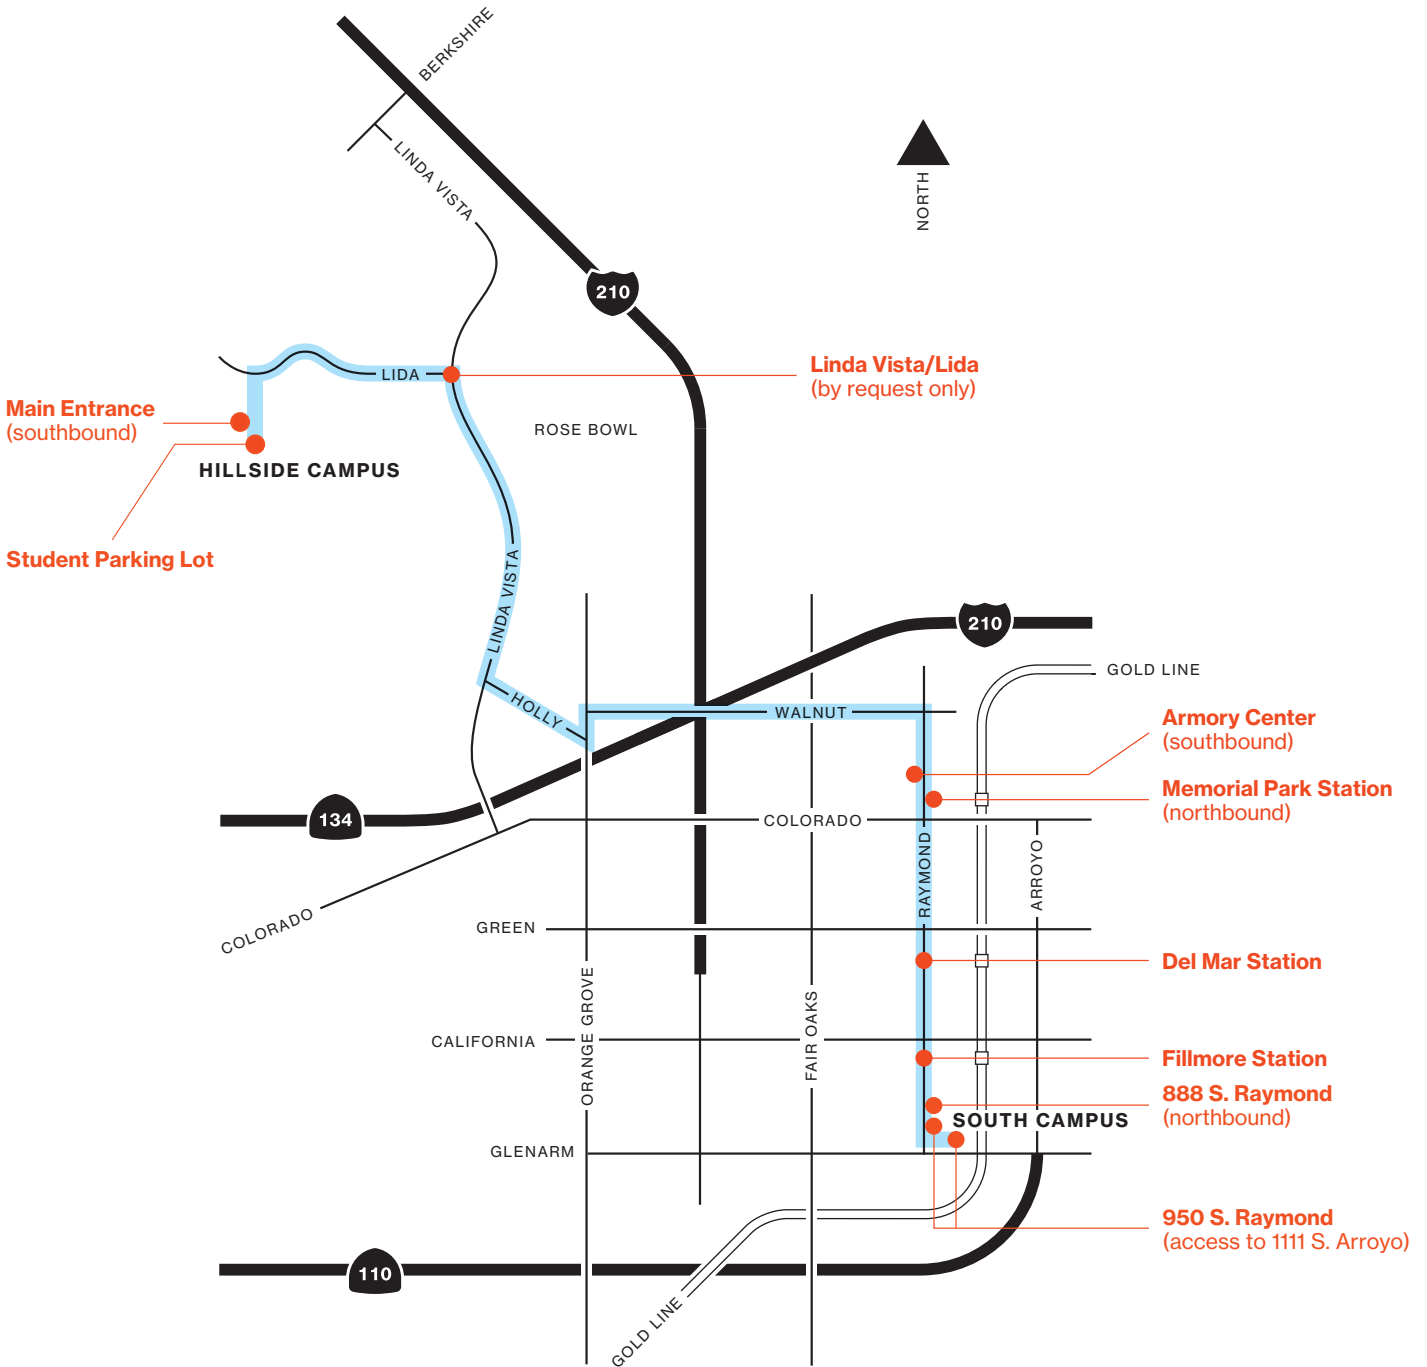 BERKSHIRE
LINDA VISTA
NORTH
210
Linda Vista/Lida
(by request only)
LIDA
Main Entrance
(southbound)
ROSE BOWL
HILLSIDE CAMPUS
Student Parking Lot
LINDA VISTA
210
GOLD LINE
HOLLY
WALNUT
Armory Center
(southbound)
Memorial Park Station
(northbound)
134
COLORADO
RAYMOND
ARROYO
COLORADO
GREEN
Del Mar Station
ORANGE GROVE
FAIR OAKS
CALIFORNIA
Fillmore Station
888 S. Raymond
(northbound)
SOUTH CAMPUS
GLENARM
950 S. Raymond
(access to 1111 S. Arroyo)
110
GOLD LINE